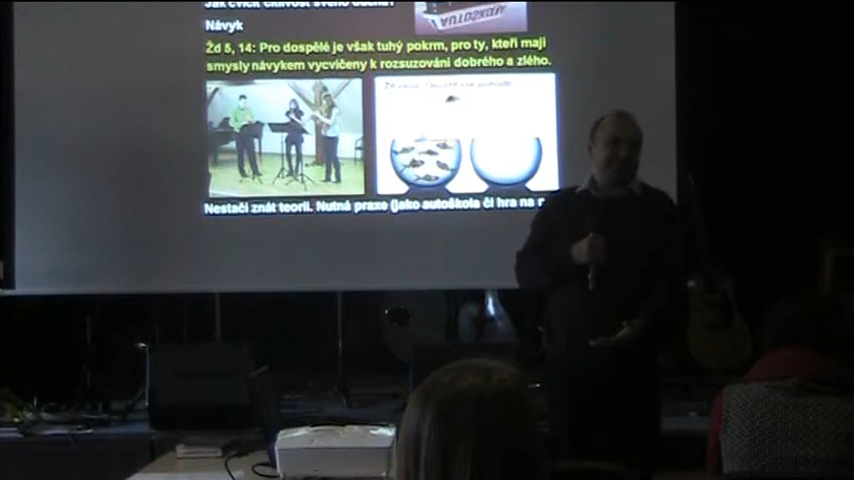 Jak cvičit citlivost svého ducha?
Návyk
Žd 5, 14: Pro dospělé je však tuhý pokrm, pro ty, kteří mají
smysly návykem vycvičeny k rozsuzování dobrého a zlého.
Nestačí znát teorii. Nutná praxe (jako autoškola či hra na